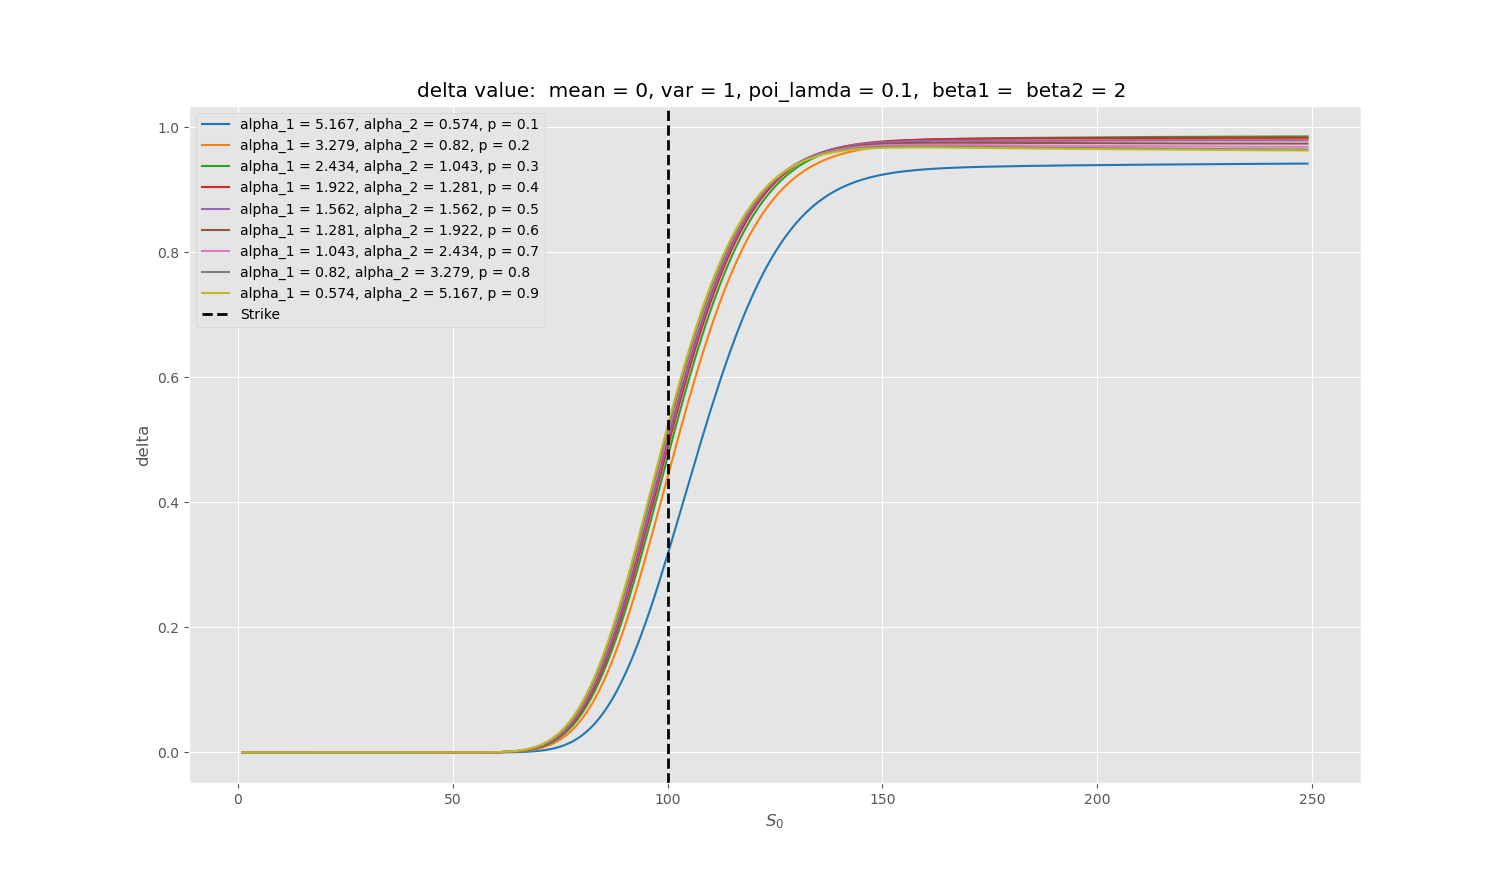 delta value:  mean = 0, var = 1, poi_lamda = 0.1,  beta1 =  beta2 = 2
alpha_1 = 5.167, alpha_2 = 0.574, p = 0.1
alpha_1 = 3.279, alpha_2 = 0.82, p = 0.2
alpha_1 = 2.434, alpha_2 = 1.043, p = 0.3
alpha_1 = 1.922, alpha_2 = 1.281, p = 0.4
alpha_1 = 1.562, alpha_2 = 1.562, p = 0.5
alpha_1 = 1.281, alpha_2 = 1.922, p = 0.6
alpha_1 = 1.043, alpha_2 = 2.434, p = 0.7
alpha_1 = 0.82, alpha_2 = 3.279, p = 0.8
alpha_1 = 0.574, alpha_2 = 5.167, p = 0.9
Strike
delta
1.0
0.8
0.6
0.4
0.2
0.0
0 50 100 150 200 250
S₀